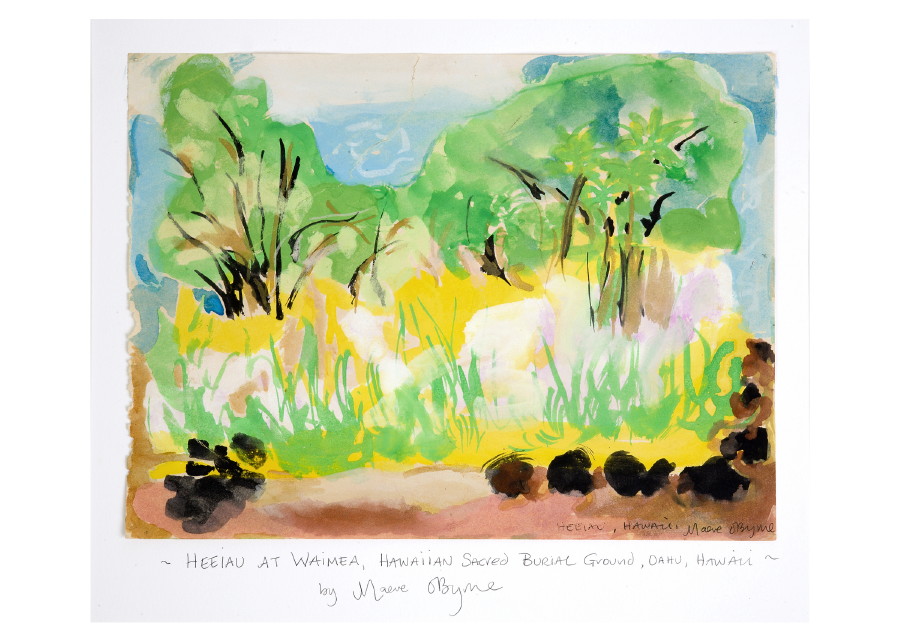 HEEIAU, HAWAII. Maeve O'Byrne
~ HEEIAU AT WAIMEA, HAWAIIAN SACRED BURIAL GROUND, OAHU, HAWAII ~
by Maeve O'Byrne